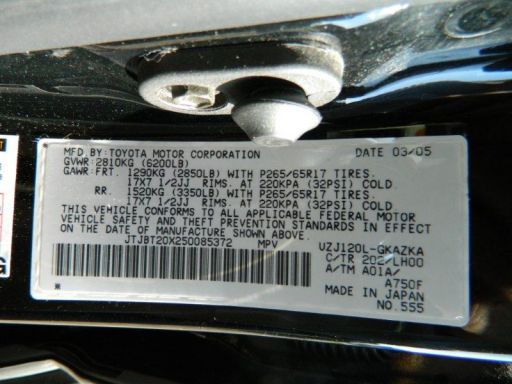 MFD. BY: TOYOTA MOTOR CORPORATION DATE 03/05
GVWR: 2810KG (6200LB)
GAWR: FRT. 1290KG (2850LB) WITH P265/65R17 TIRES.
17X7 1/2JJ RIMS. AT 220KPA (32PSI) COLD
RR. 1520KG (3350LB) WITH P265/65R17 TIRES.
17X7 1/2JJ RIMS. AT 220KPA (32PSI) COLD
THIS VEHICLE CONFORMS TO ALL APPLICABLE FEDERAL MOTOR
VEHICLE SAFETY AND THEFT PREVENTION STANDARDS IN EFFECT
ON THE DATE OF MANUFACTURE SHOWN ABOVE.
JTJBT20X250085372 MPV UZJ120L-GKAZKA
C/TR 202/LH00
A/TM A01A/
A750F
MADE IN JAPAN
NO.555